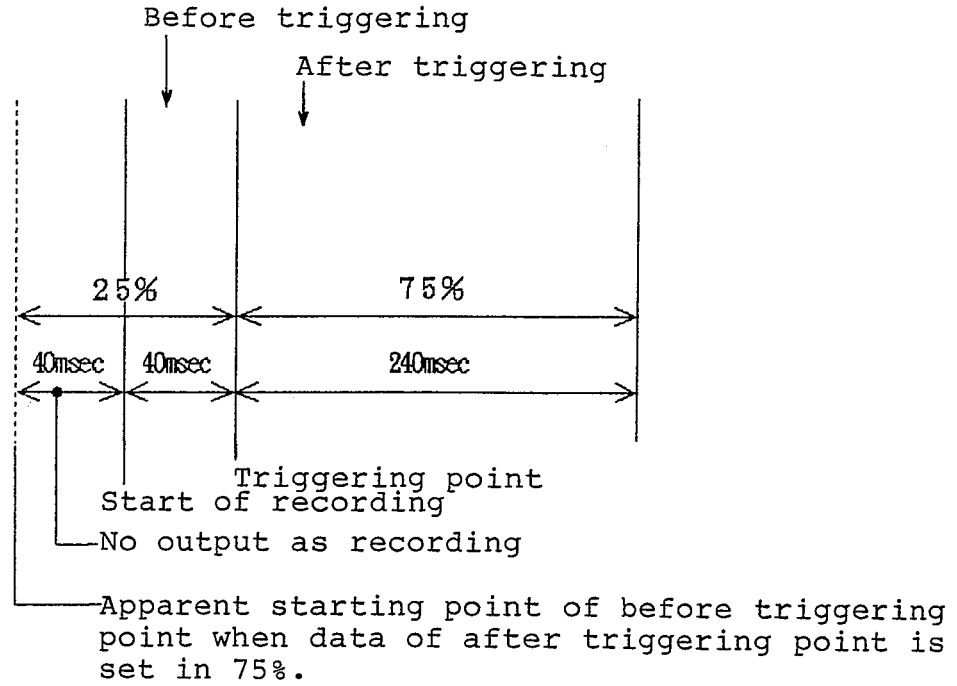 Before triggering
After triggering
25%
75%
40msec
40msec
240msec
Triggering point
Start of recording
No output as recording
Apparent starting point of before triggering
point when data of after triggering point is
set in 75%.